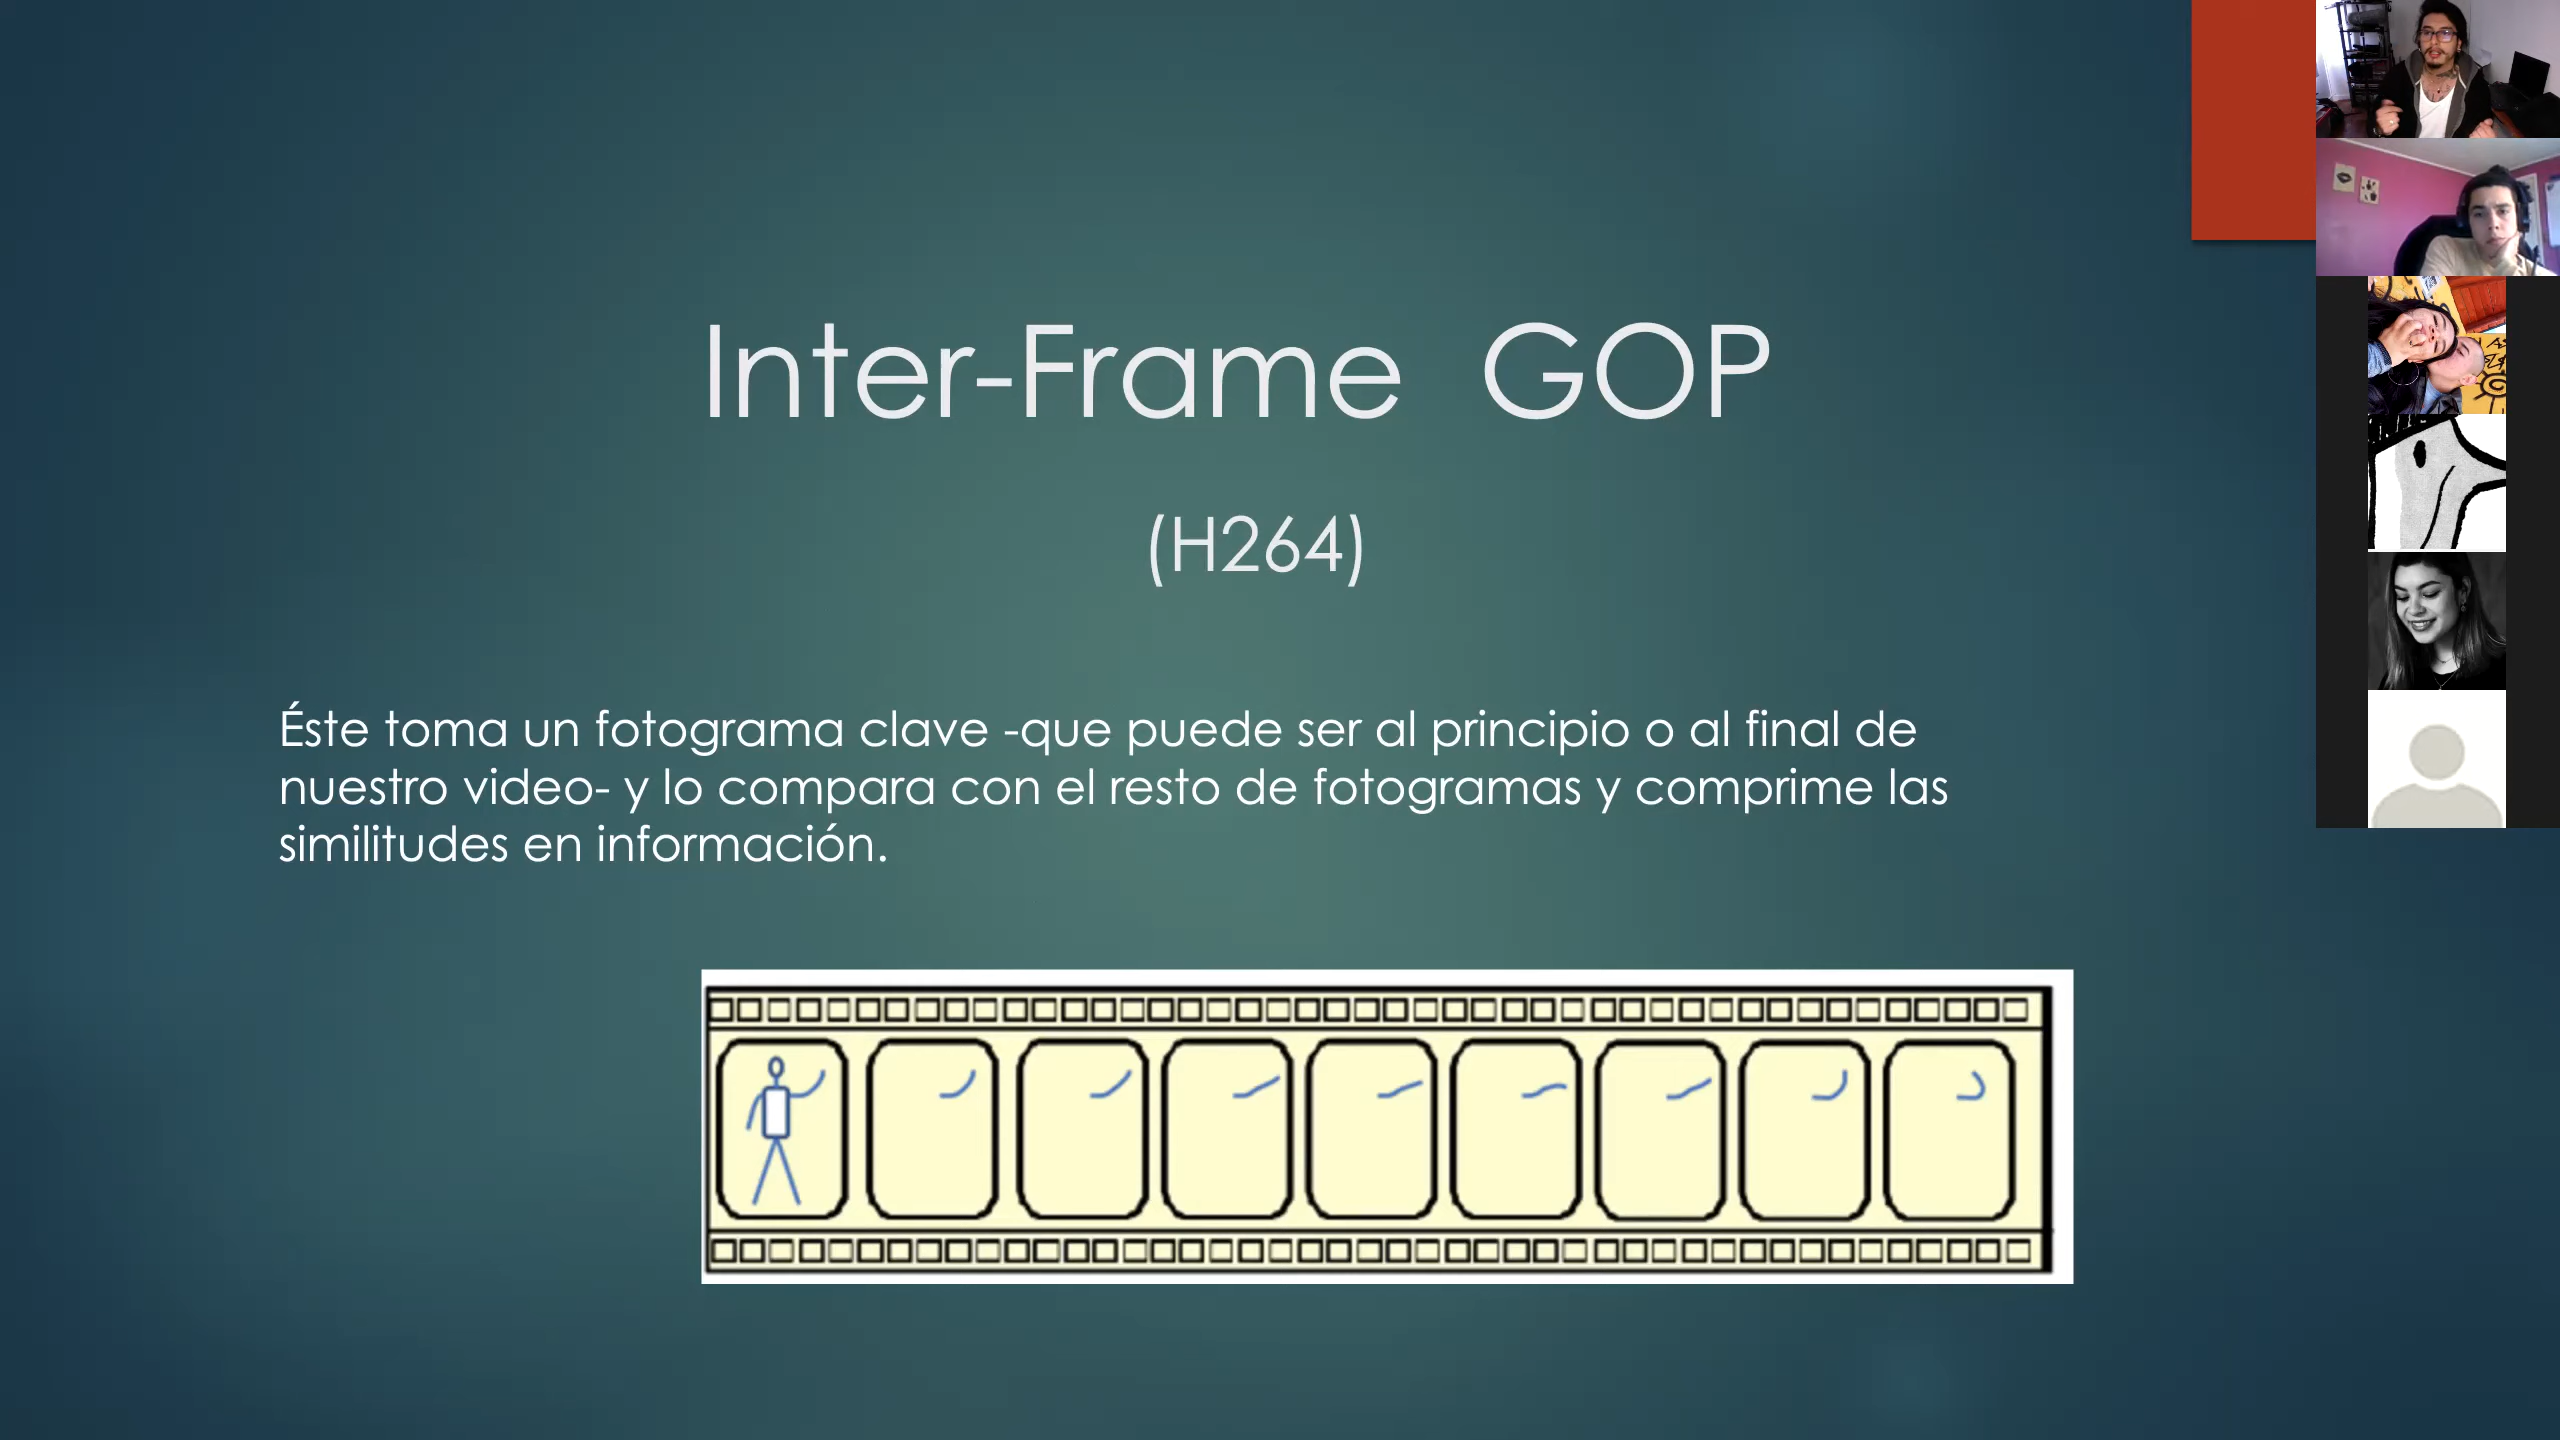 Inter-Frame GOP
(H264)
Éste toma un fotograma clave -que puede ser al principio o al final de
nuestro video- y lo compara con el resto de fotogramas y comprime las
similitudes en información.